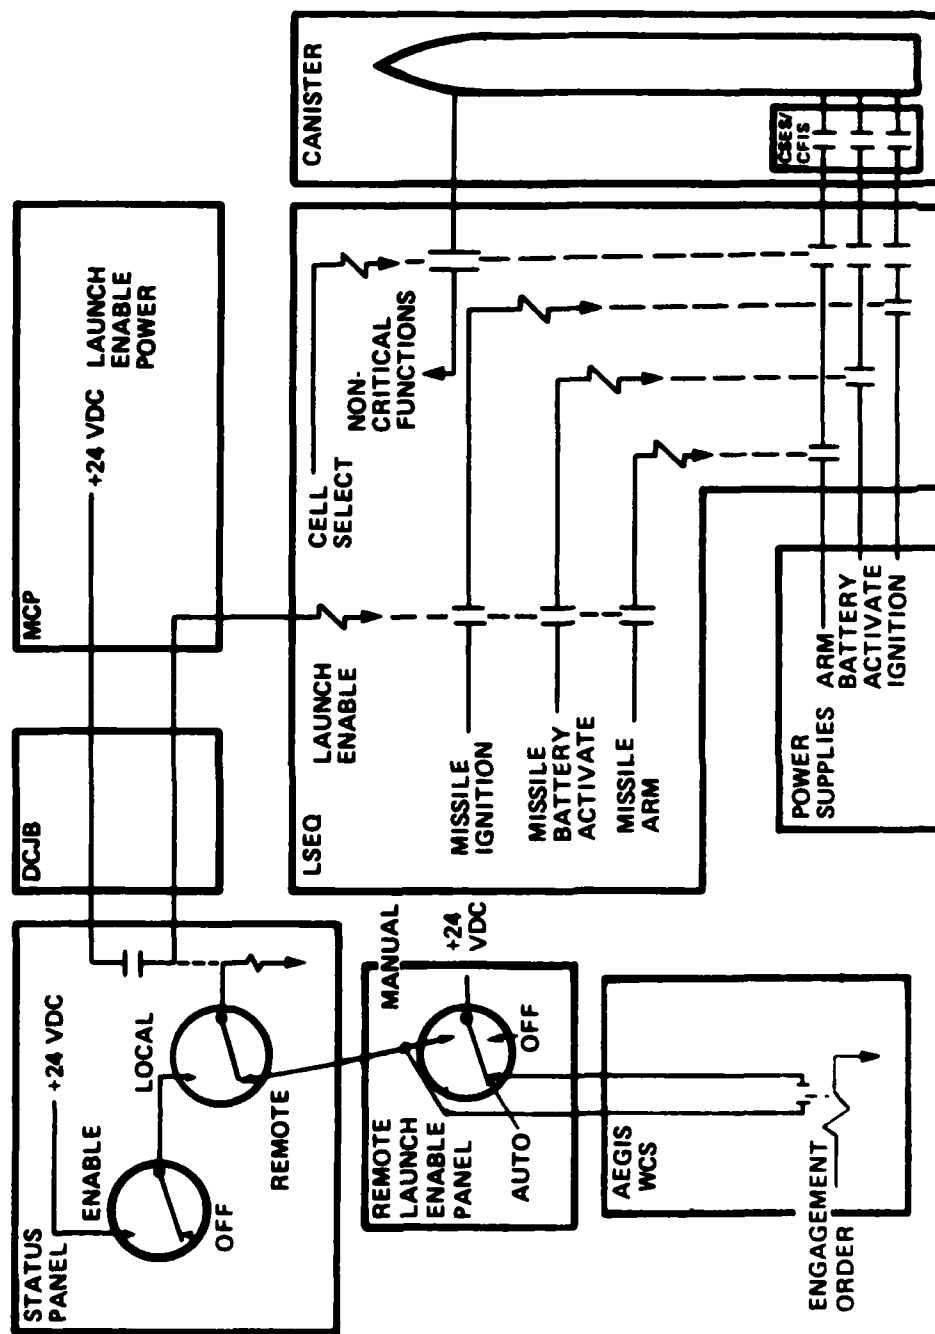 STATUS
PANEL
+24 VDC
ENABLE
OFF
LOCAL
REMOTE
DCJB
MCP
+24 VDC
LAUNCH
ENABLE
POWER
REMOTE
LAUNCH
ENABLE
PANEL
MANUAL
+24
VDC
OFF
AUTO
AEGIS
WCS
ENGAGEMENT
ORDER
LSEQ
LAUNCH
ENABLE
CELL
SELECT
NON-
CRITICAL
FUNCTIONS
MISSILE
IGNITION
MISSILE
BATTERY
ACTIVATE
MISSILE
ARM
POWER
SUPPLIES
ARM
BATTERY
ACTIVATE
IGNITION
CANISTER
CSES/
CFIS